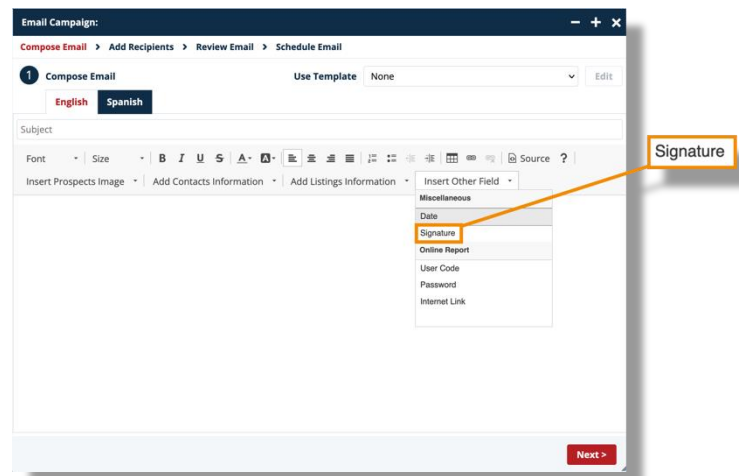 Email Campaign:
Compose Email > Add Recipients > Review Email > Schedule Email
1 Compose Email Use Template None Edit
English Spanish
Subject
Font Size B I U S A A Source ?
Insert Prospects Image Add Contacts Information Add Listings Information Insert Other Field
Miscellaneous
Date
Signature
Online Report
User Code
Password
Internet Link
Signature
Next >